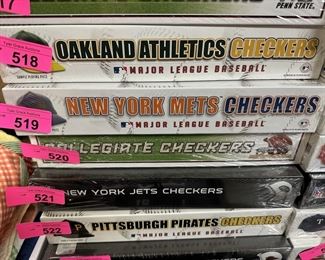 17
PENN STATE.
518
OAKLAND ATHLETICS CHECKERS
MAJOR LEAGUE BASEBALL
519
NEW YORK METS CHECKERS
MAJOR LEAGUE BASEBALL
520
COLLEGIATE CHECKERS
521
NEW YORK JETS CHECKERS
522
PITTSBURGH PIRATES CHECKERS
MAJOR LEAGUE BASEBALL